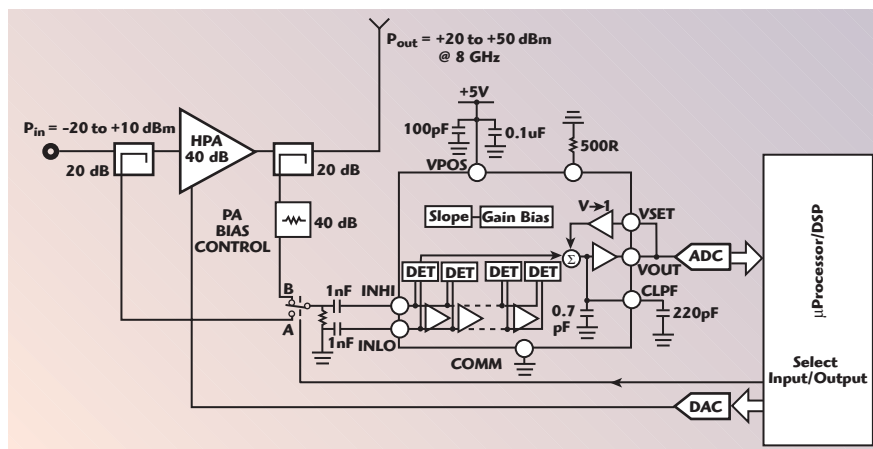 Pout = +20 to +50 dBm
@ 8 GHz
+5V
Pin = –20 to +10 dBm
HPA
40 dB
100pF
0.1uF
500R
20 dB
20 dB
VPOS
PA
BIAS
CONTROL
40 dB
Slope
Gain Bias
V→1
VSET
Σ
ADC
VOUT
DET
DET
DET
DET
B
1nF
INHI
CLPF
A
1nF
INLO
0.7
pF
220pF
COMM
µProcessor/DSP
Select
Input/Output
DAC